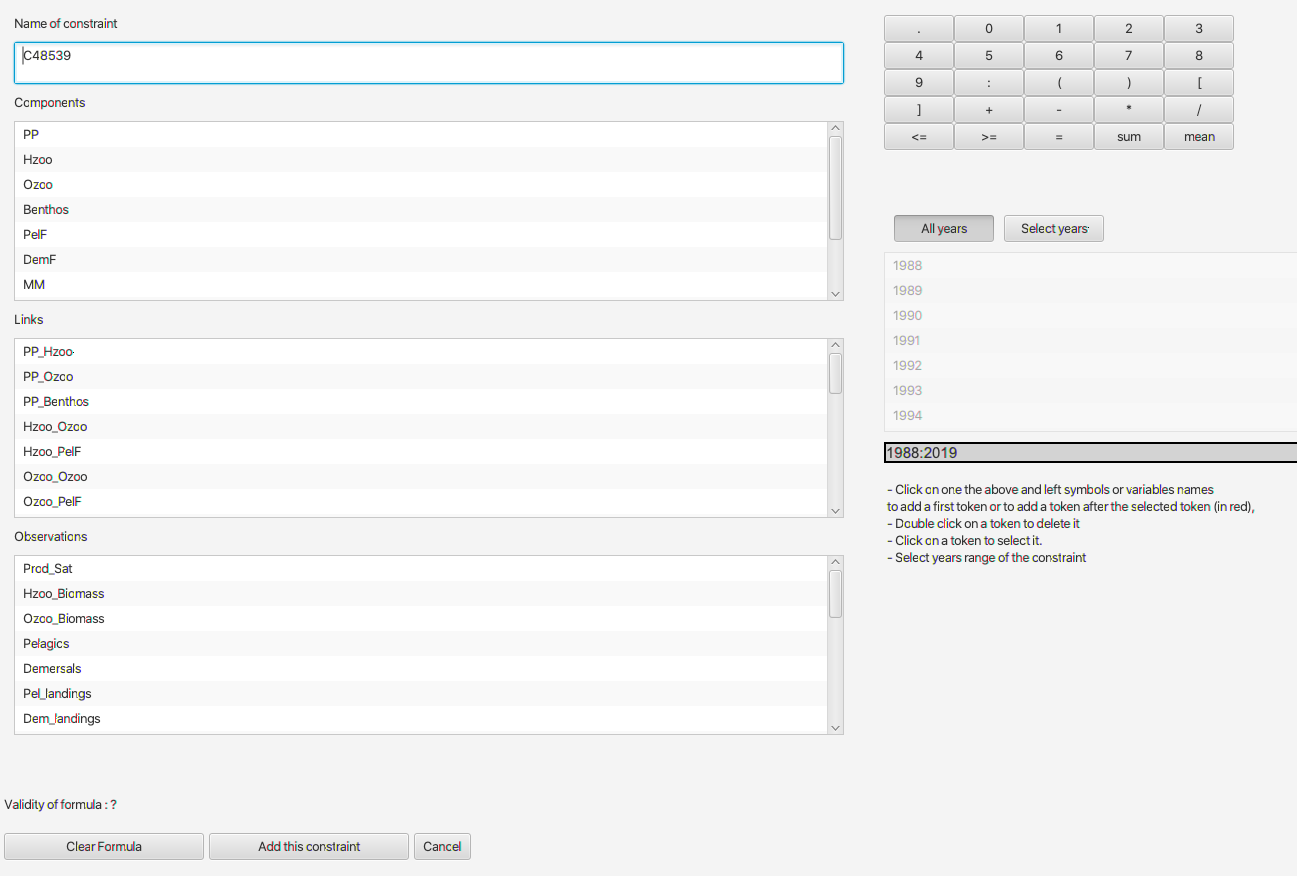 Name of constraint
C48539
Components
PP
Hzoo
Ozoo
Benthos
PelF
DemF
MM
Links
PP_Hzoo
PP_Ozoo
PP_Benthos
Hzoo_Ozoo
Hzoo_PelF
Ozoo_Ozoo
Ozoo_PelF
Observations
Prod_Sat
Hzoo_Biomass
Ozoo_Biomass
Pelagics
Demersals
Pel_landings
Dem_landings
Validity of formula : ?
Clear Formula Add this constraint Cancel
. 0 1 2 3
4 5 6 7 8
9 : ( ) [
] + - * /
<= >= = sum mean
All years Select years
1988
1989
1990
1991
1992
1993
1994
1988:2019
- Click on one the above and left symbols or variables names
to add a first token or to add a token after the selected token (in red),
- Double click on a token to delete it
- Click on a token to select it.
- Select years range of the constraint